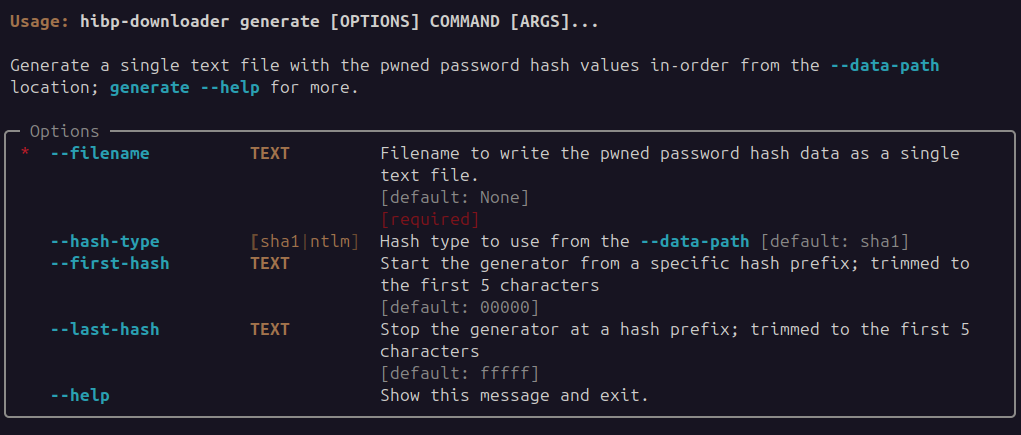 Usage: hibp-downloader generate [OPTIONS] COMMAND [ARGS]...
Generate a single text file with the pwned password hash values in-order from the --data-path
location; generate --help for more.
Options
* --filename TEXT Filename to write the pwned password hash data as a single
text file.
[default: None]
[required]
--hash-type [sha1|ntlm] Hash type to use from the --data-path [default: sha1]
--first-hash TEXT Start the generator from a specific hash prefix; trimmed to
the first 5 characters
[default: 00000]
--last-hash TEXT Stop the generator at a hash prefix; trimmed to the first 5
characters
[default: fffff]
--help Show this message and exit.